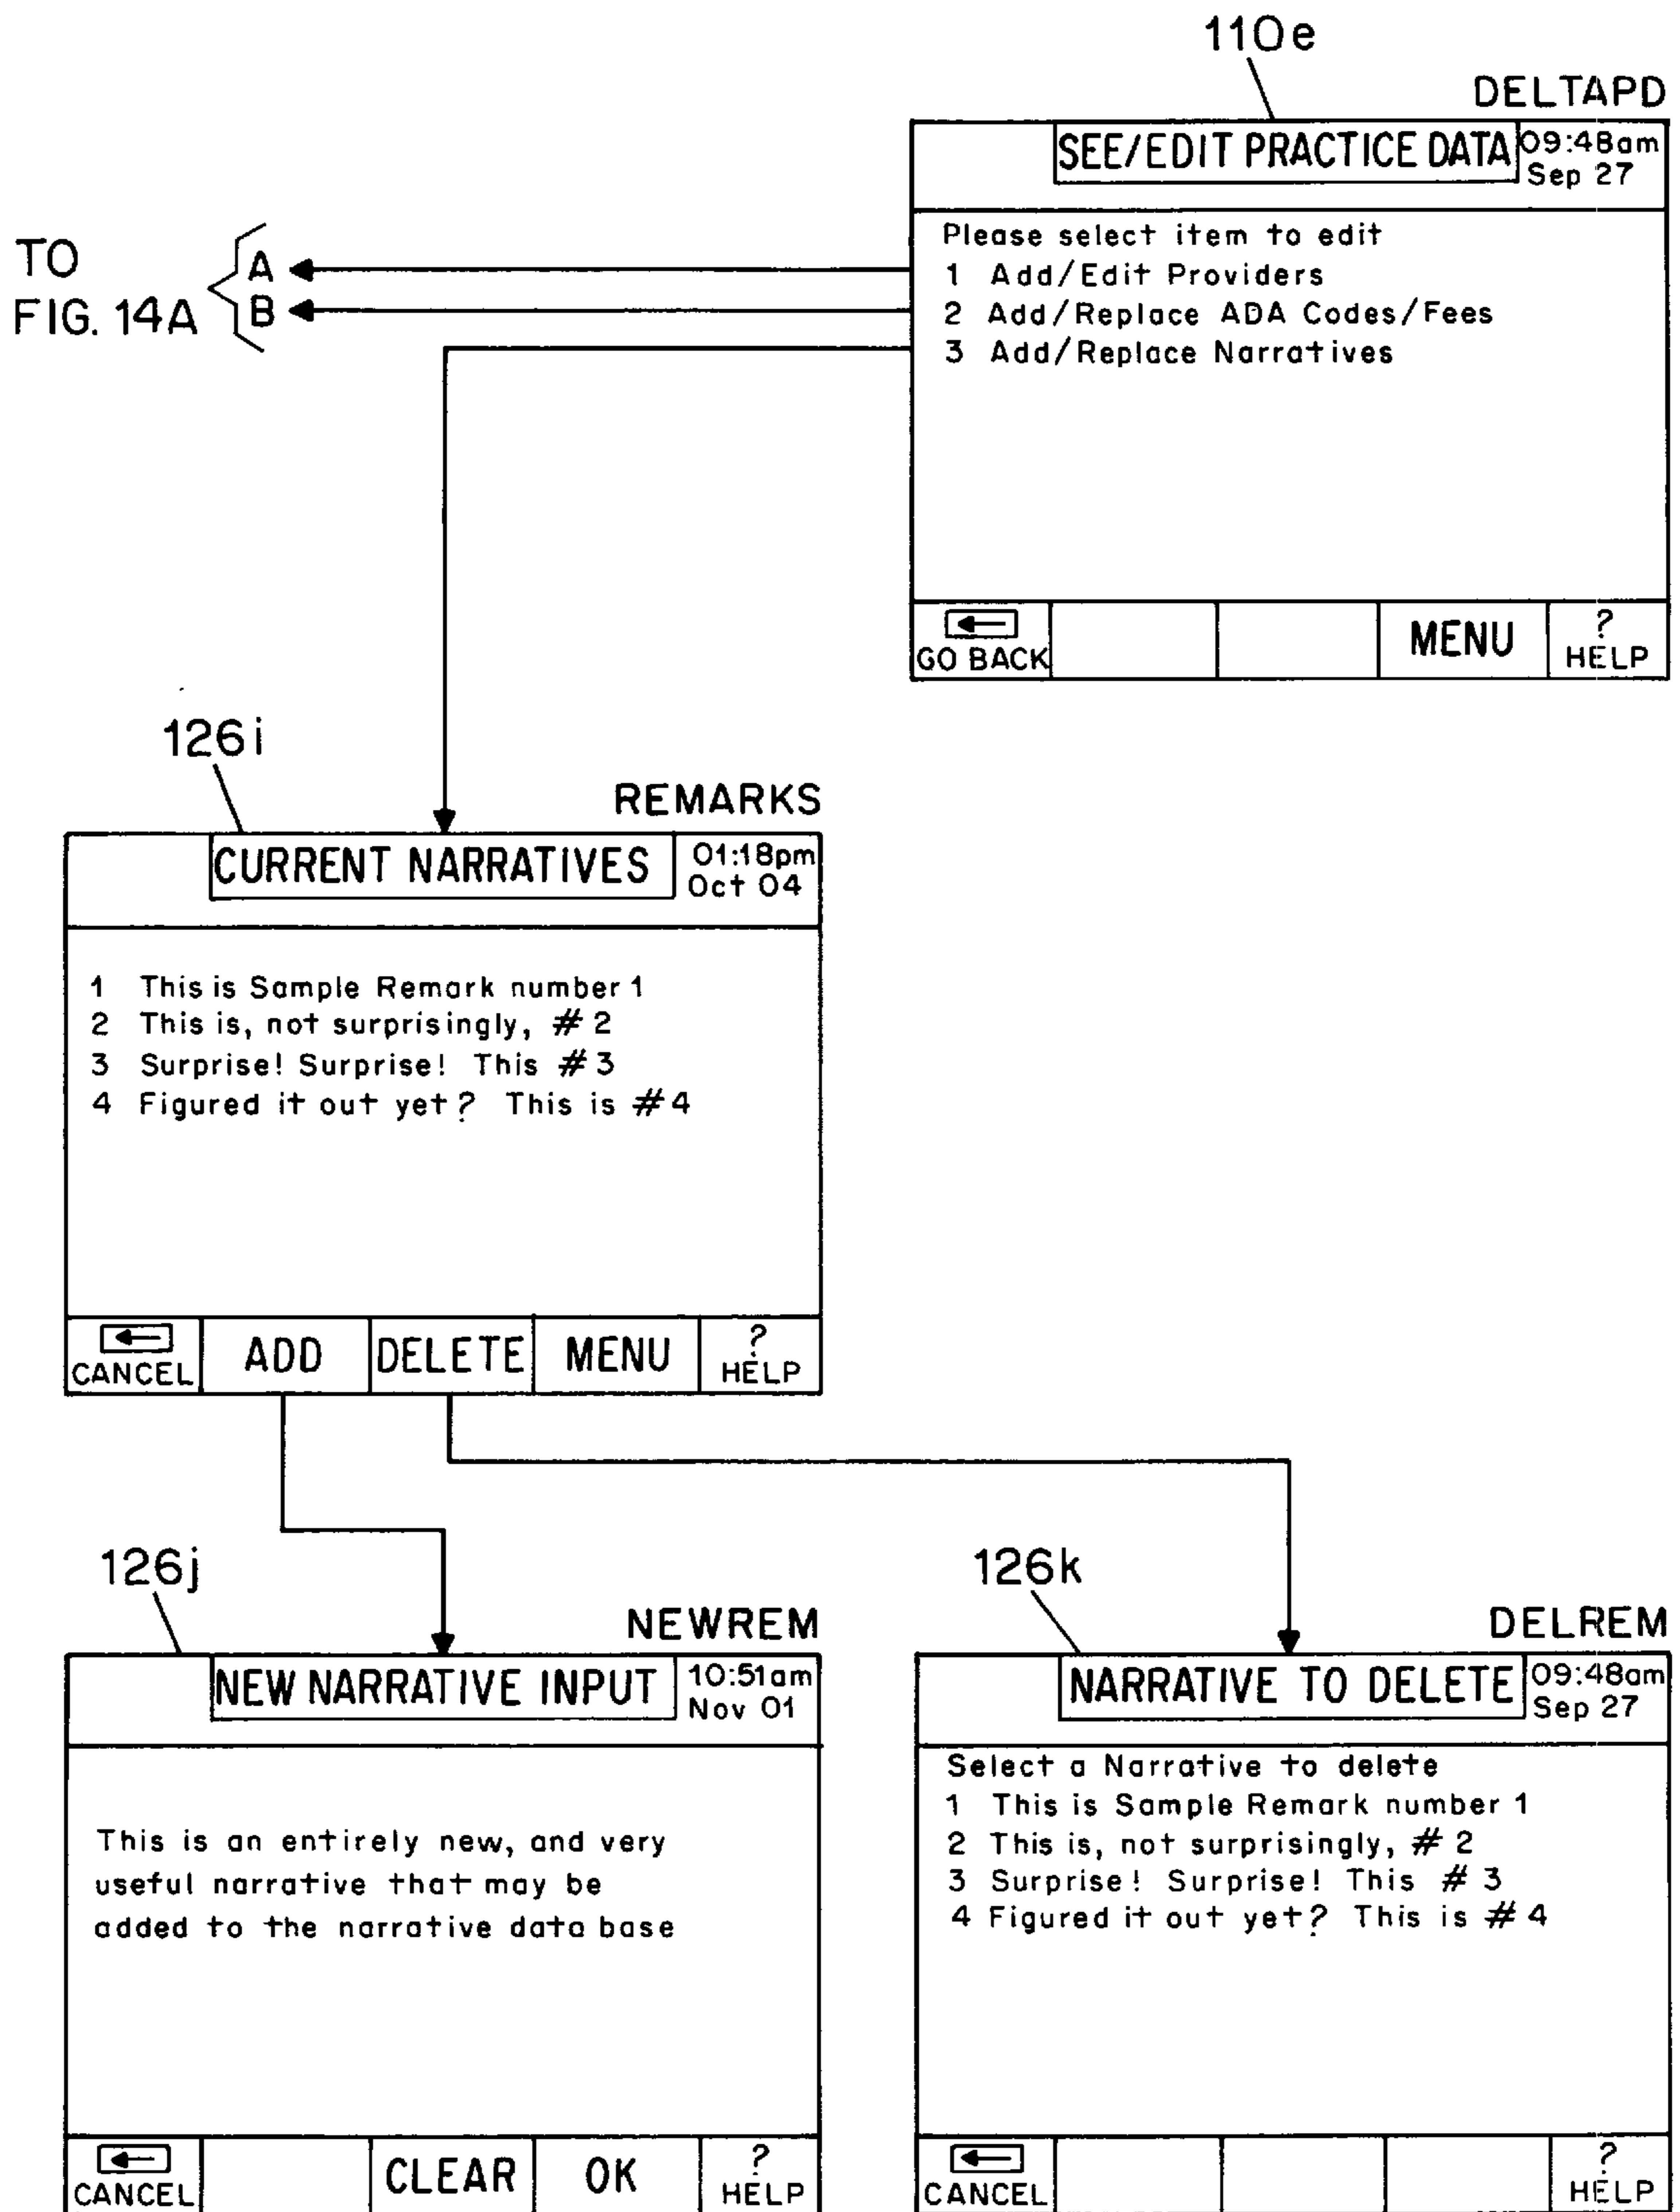 110e
DELTAPD
SEE/EDIT PRACTICE DATA
09:48am
Sep 27
TO
FIG. 14A
A
B
Please select item to edit
1 Add/Edit Providers
2 Add/Replace ADA Codes/Fees
3 Add/Replace Narratives
GO BACK
MENU
?
HELP
126i
REMARKS
CURRENT NARRATIVES
01:18pm
Oct 04
1 This is Sample Remark number 1
2 This is, not surprisingly, # 2
3 Surprise! Surprise! This #3
4 Figured it out yet? This is #4
CANCEL
ADD
DELETE
MENU
?
HELP
126j
NEWREM
NEW NARRATIVE INPUT
10:51am
Nov 01
This is an entirely new, and very
useful narrative that may be
added to the narrative data base
CANCEL
CLEAR
OK
?
HELP
126k
DELREM
NARRATIVE TO DELETE
09:48am
Sep 27
Select a Narrative to delete
1 This is Sample Remark number 1
2 This is, not surprisingly, # 2
3 Surprise! Surprise! This # 3
4 Figured it out yet? This is # 4
CANCEL
?
HELP